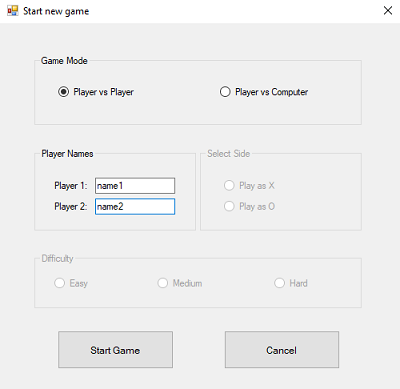 Start new game
Game Mode
Player vs Player
Player vs Computer
Player Names
Player 1: name1
Player 2: name2
Select Side
Play as X
Play as O
Difficulty
Easy Medium Hard
Start Game Cancel